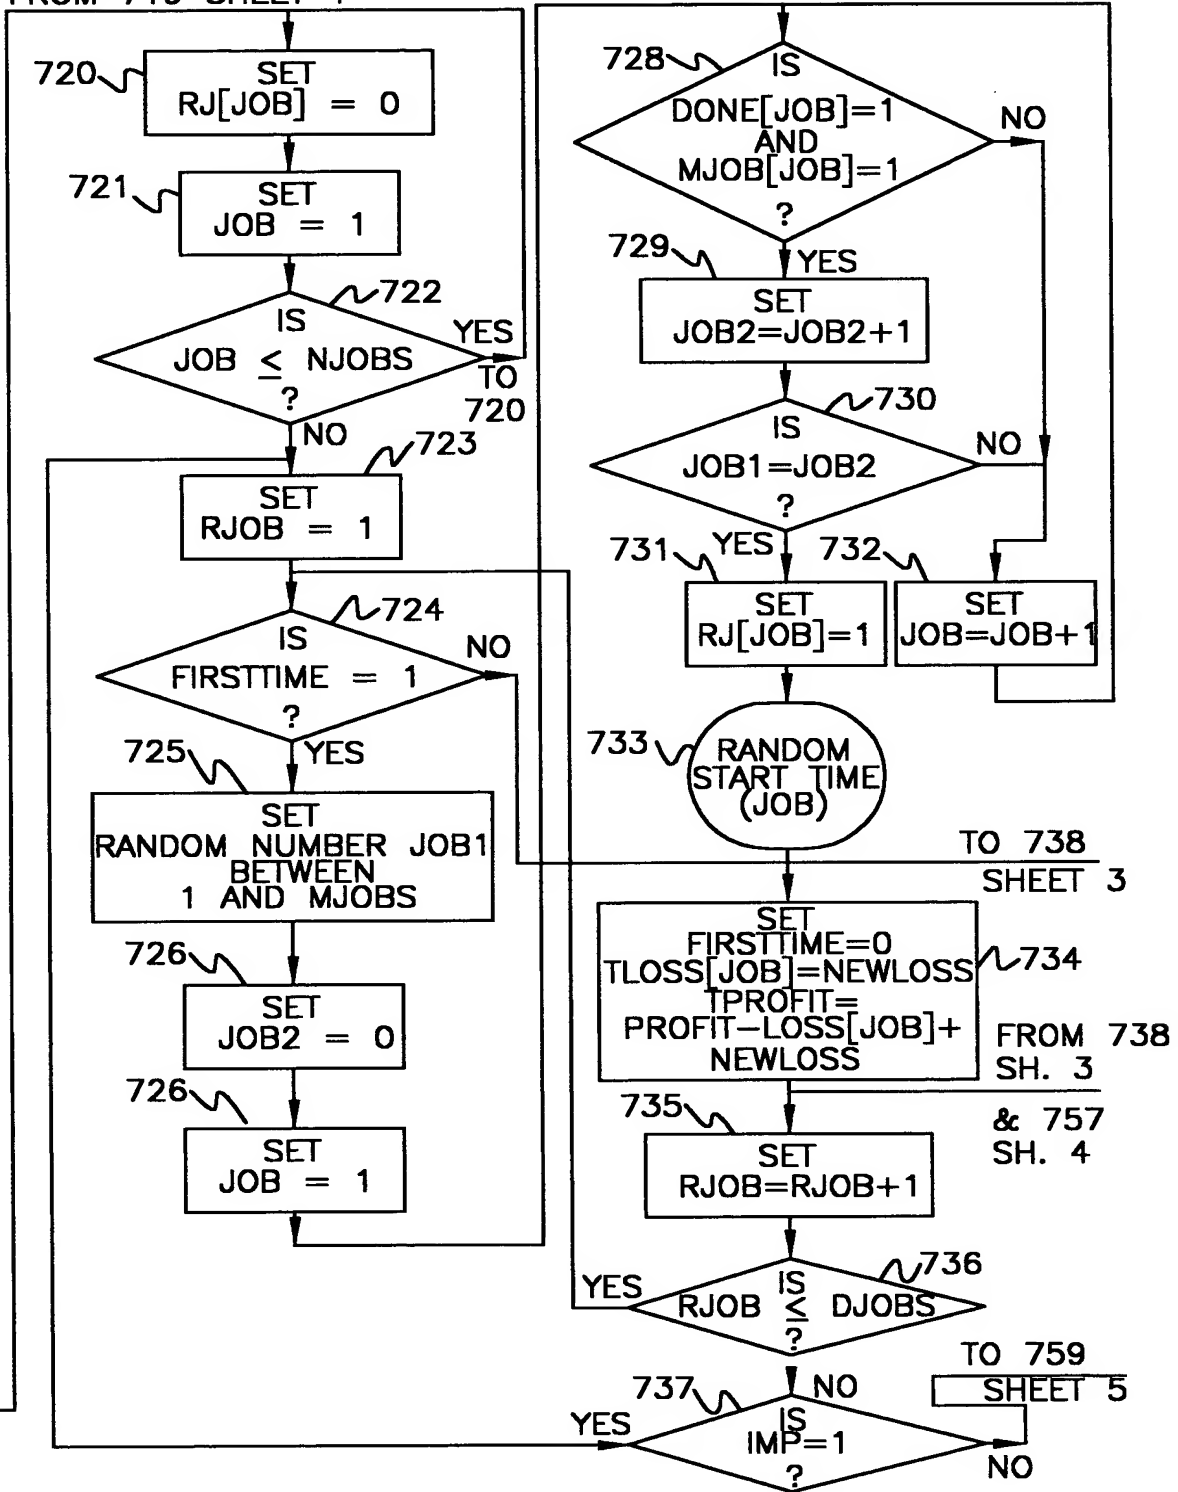 720
SET
RJ[JOB] = 0
721
SET
JOB = 1
722
IS
JOB ≤ NJOBS
?
YES
TO
720
NO
723
SET
RJOB = 1
724
IS
FIRSTTIME = 1
?
NO
YES
725
SET
RANDOM NUMBER JOB1
BETWEEN
1 AND MJOBS
726
SET
JOB2 = 0
726
SET
JOB = 1
728
IS
DONE[JOB]=1
AND
MJOB[JOB]=1
?
NO
YES
729
SET
JOB2=JOB2+1
730
IS
JOB1=JOB2
?
NO
YES
731
SET
RJ[JOB]=1
732
SET
JOB=JOB+1
733
RANDOM
START TIME
(JOB)
TO 738
SHEET 3
SET
FIRSTTIME=0
TLOSS[JOB]=NEWLOSS
TPROFIT=
PROFIT-LOSS[JOB]+
NEWLOSS
734
FROM 738
SH. 3
& 757
SH. 4
735
SET
RJOB=RJOB+1
736
IS
RJOB ≤ DJOBS
?
YES
NO
737
IS
IMP=1
?
YES
NO
TO 759
SHEET 5